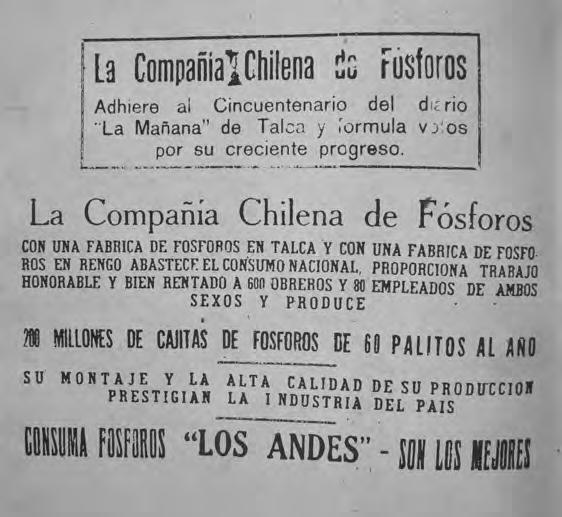 La Compañía Chilena de Fósforos
Adhiere al Cincuentenario del diario
"La Mañana" de Talca y formula votos
por su creciente progreso.
La Compañía Chilena de Fósforos
CON UNA FABRICA DE FOSFOROS EN TALCA Y CON UNA FABRICA DE FOSFO-
ROS EN RENGO ABASTECE EL CONSUMO NACIONAL, PROPORCIONA TRABAJO
HONORABLE Y BIEN RENTADO A 600 OBREROS Y 80 EMPLEADOS DE AMBOS
SEXOS Y PRODUCE
200 MILLONES DE CAJITAS DE FOSFOROS DE 60 PALITOS AL AÑO
SU MONTAJE Y LA ALTA CALIDAD DE SU PRODUCCION
PRESTIGIAN LA INDUSTRIA DEL PAIS
CONSUMA FOSFOROS "LOS ANDES" - SON LOS MEJORES